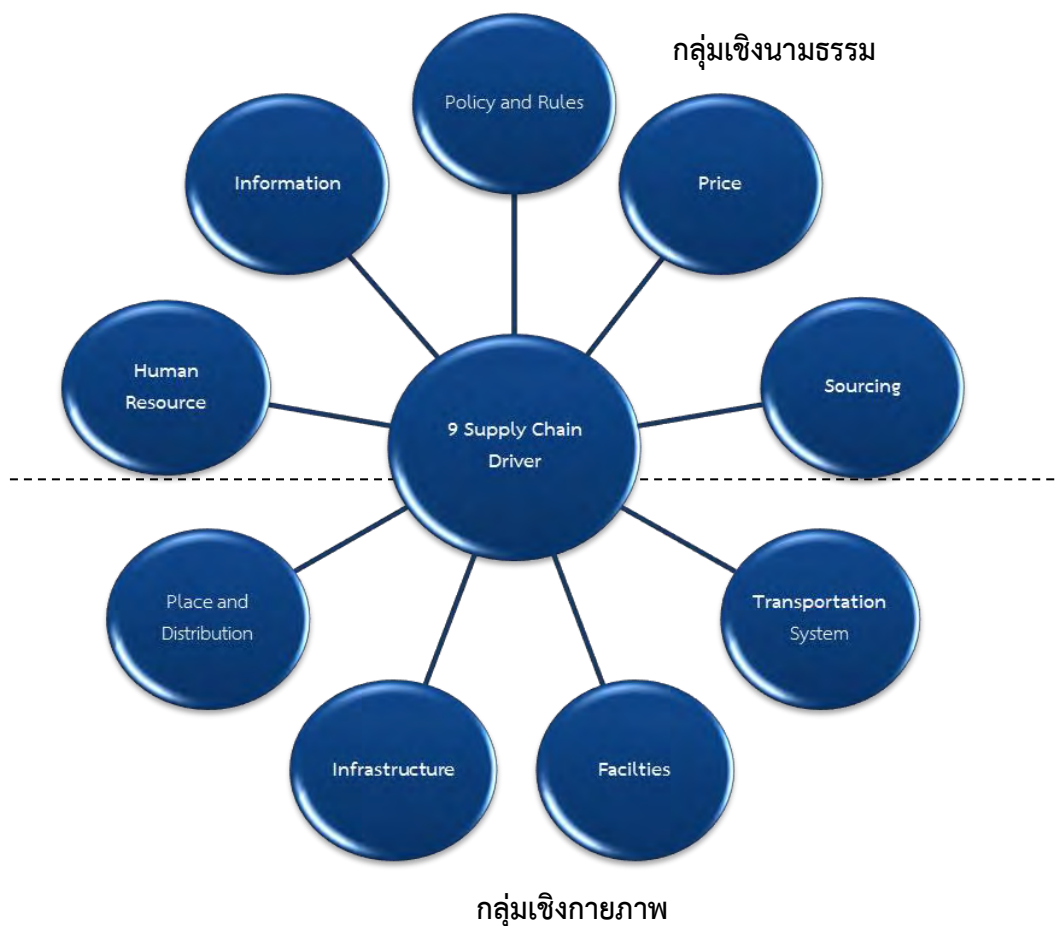 กลุ่มเชิงนามธรรม
Policy and Rules
Information
Price
Human
Resource
Sourcing
9 Supply Chain
Driver
Place and
Distribution
Transportation
System
Infrastructure
Facilties
กลุ่มเชิงกายภาพ